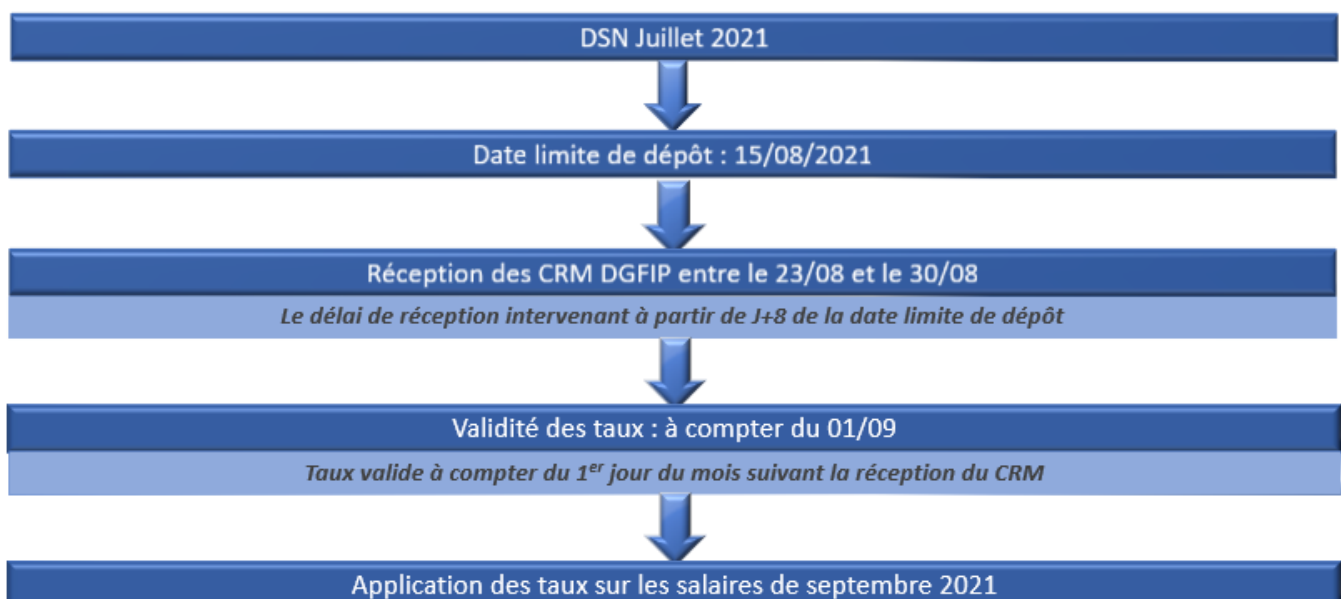 DSN Juillet 2021
Date limite de dépôt : 15/08/2021
Réception des CRM DGFIP entre le 23/08 et le 30/08
Le délai de réception intervenant à partir de J+8 de la date limite de dépôt
Validité des taux : à compter du 01/09
Taux valide à compter du 1er jour du mois suivant la réception du CRM
Application des taux sur les salaires de septembre 2021